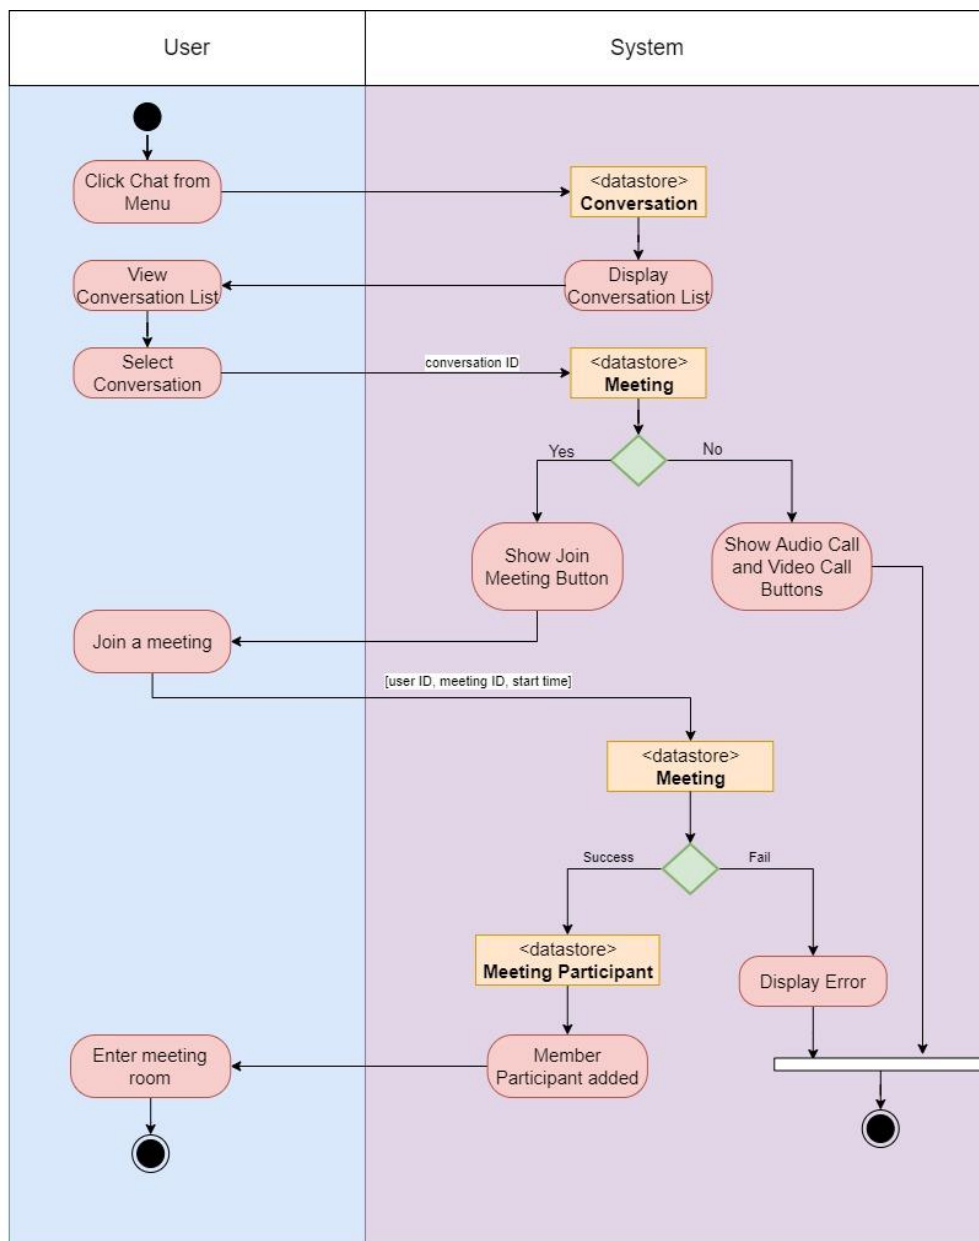 User
System
Click Chat from
Menu
<datastore>
Conversation
View
Conversation List
Display
Conversation List
Select
Conversation
conversation ID
<datastore>
Meeting
Yes
No
Show Join
Meeting Button
Show Audio Call
and Video Call
Buttons
Join a meeting
[user ID, meeting ID, start time]
<datastore>
Meeting
Success
Fail
<datastore>
Meeting Participant
Display Error
Enter meeting
room
Member
Participant added